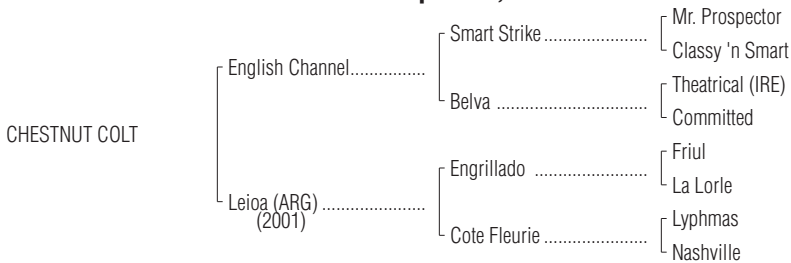 Mr. Prospector
Smart Strike.....................
Classy 'n Smart
English Channel................
Theatrical (IRE)
Belva ..............................
Committed
CHESTNUT COLT
Friul
Engrillado .......................
La Lorle
Leioa (ARG) ......................
(2001)
Lyphmas
Cote Fleurie .....................
Nashville